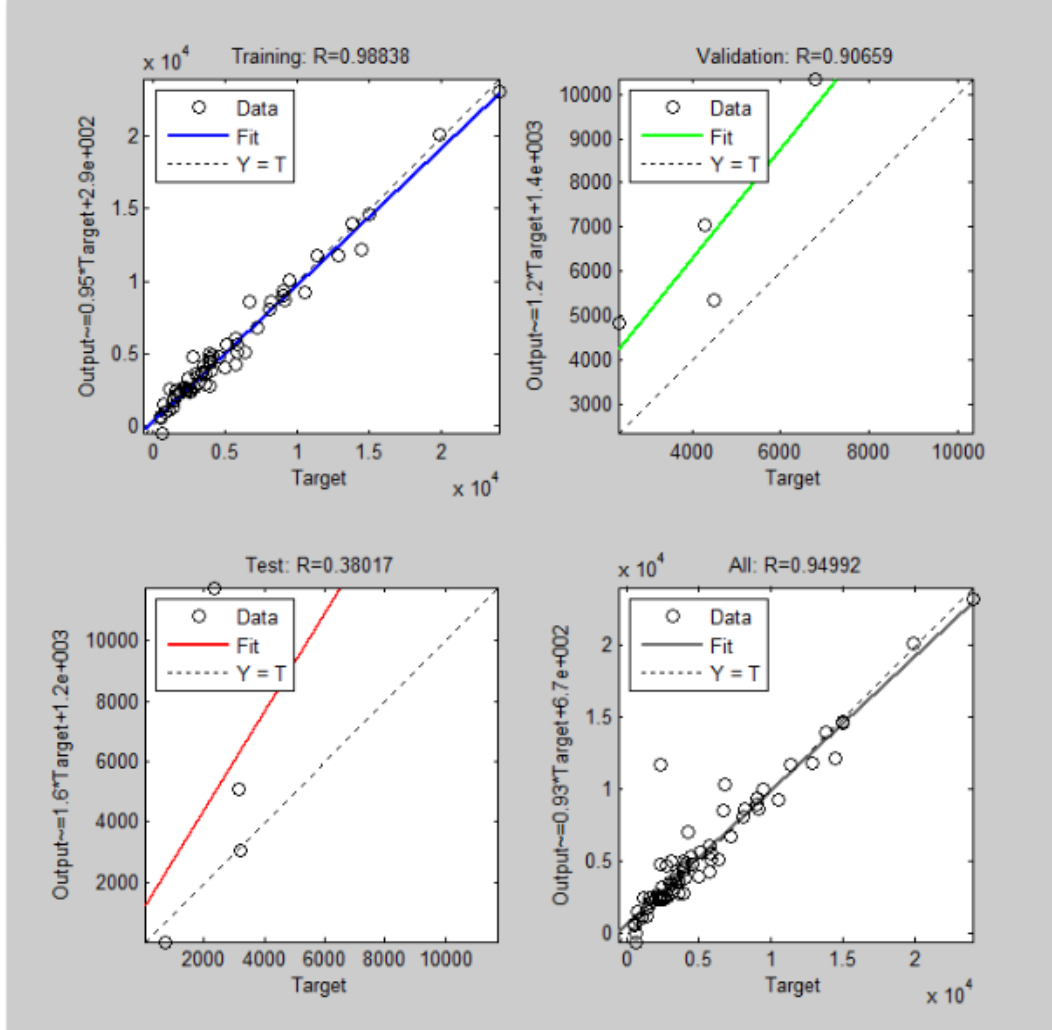 Training: R=0.98838
x 10^4
Data
Fit
Y = T
Output~=0.95*Target+2.9e+002
2
1.5
1
0.5
0
0 0.5 1 1.5 2
Target
x 10^4
Validation: R=0.90659
Data
Fit
Y = T
Output~=1.2*Target+1.4e+003
10000
9000
8000
7000
6000
5000
4000
3000
4000 6000 8000 10000
Target
Test: R=0.38017
Data
Fit
Y = T
Output~=1.6*Target+1.2e+003
10000
8000
6000
4000
2000
2000 4000 6000 8000 10000
Target
All: R=0.94992
x 10^4
Data
Fit
Y = T
Output~=0.93*Target+6.7e+002
2
1.5
1
0.5
0
0 0.5 1 1.5 2
Target
x 10^4